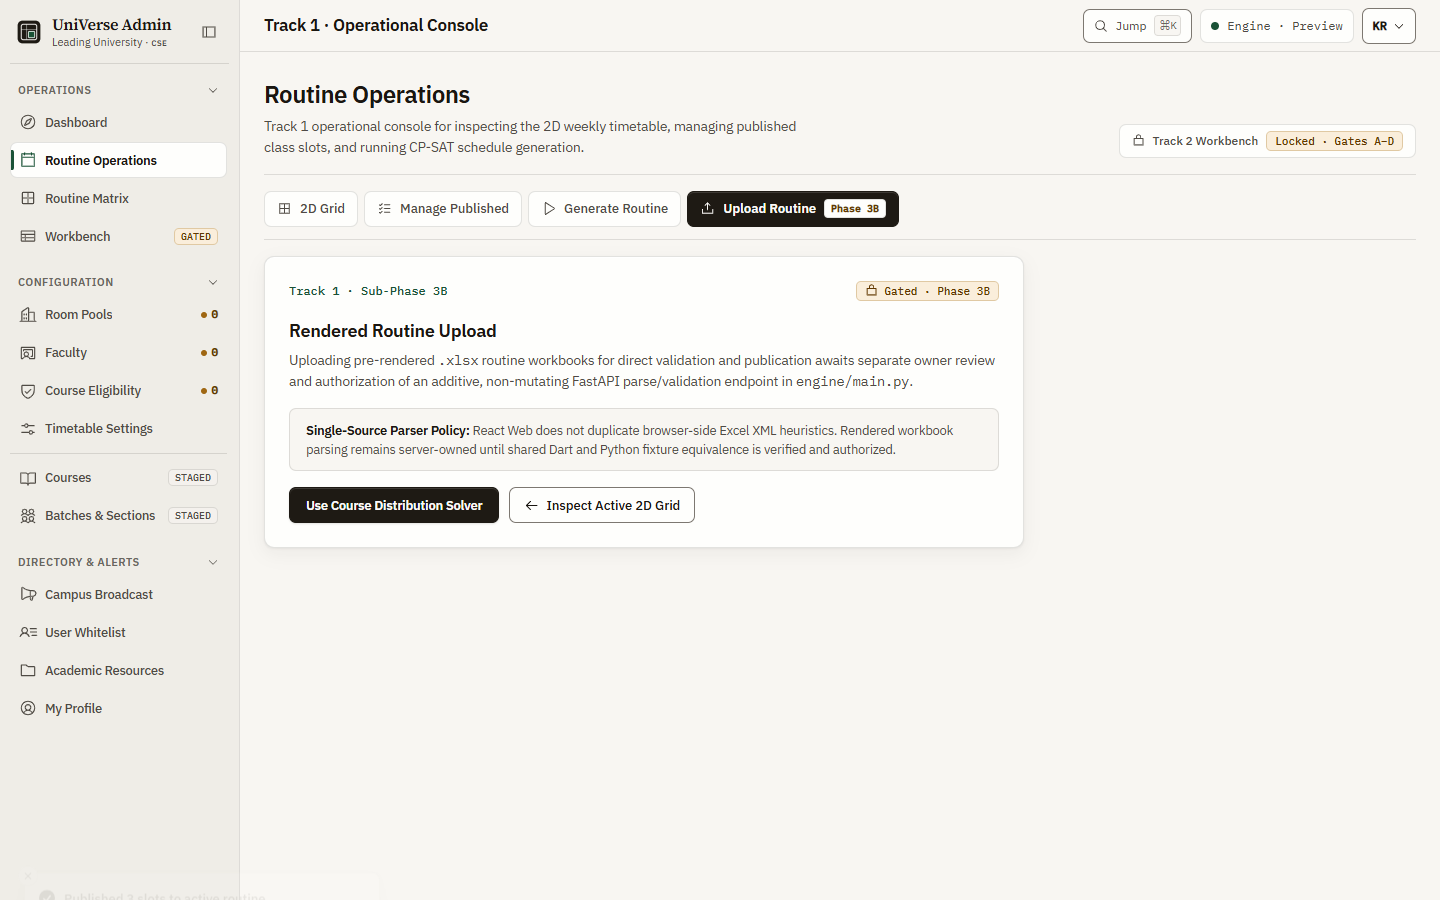 UniVerse Admin
Leading University · CSE
OPERATIONS
Dashboard
Routine Operations
Routine Matrix
Workbench GATED
CONFIGURATION
Room Pools 0
Faculty 0
Course Eligibility 0
Timetable Settings
Courses STAGED
Batches & Sections STAGED
DIRECTORY & ALERTS
Campus Broadcast
User Whitelist
Academic Resources
My Profile
Track 1 · Operational Console
Jump ⌘K
Engine · Preview
KR
Routine Operations
Track 1 operational console for inspecting the 2D weekly timetable, managing published
class slots, and running CP-SAT schedule generation.
Track 2 Workbench Locked · Gates A–D
2D Grid
Manage Published
Generate Routine
Upload Routine Phase 3B
Track 1 · Sub-Phase 3B
Gated · Phase 3B
Rendered Routine Upload
Uploading pre-rendered .xlsx routine workbooks for direct validation and publication awaits separate owner review
and authorization of an additive, non-mutating FastAPI parse/validation endpoint in engine/main.py.
Single-Source Parser Policy: React Web does not duplicate browser-side Excel XML heuristics. Rendered workbook
parsing remains server-owned until shared Dart and Python fixture equivalence is verified and authorized.
Use Course Distribution Solver
← Inspect Active 2D Grid
Published 2 slots to active routine